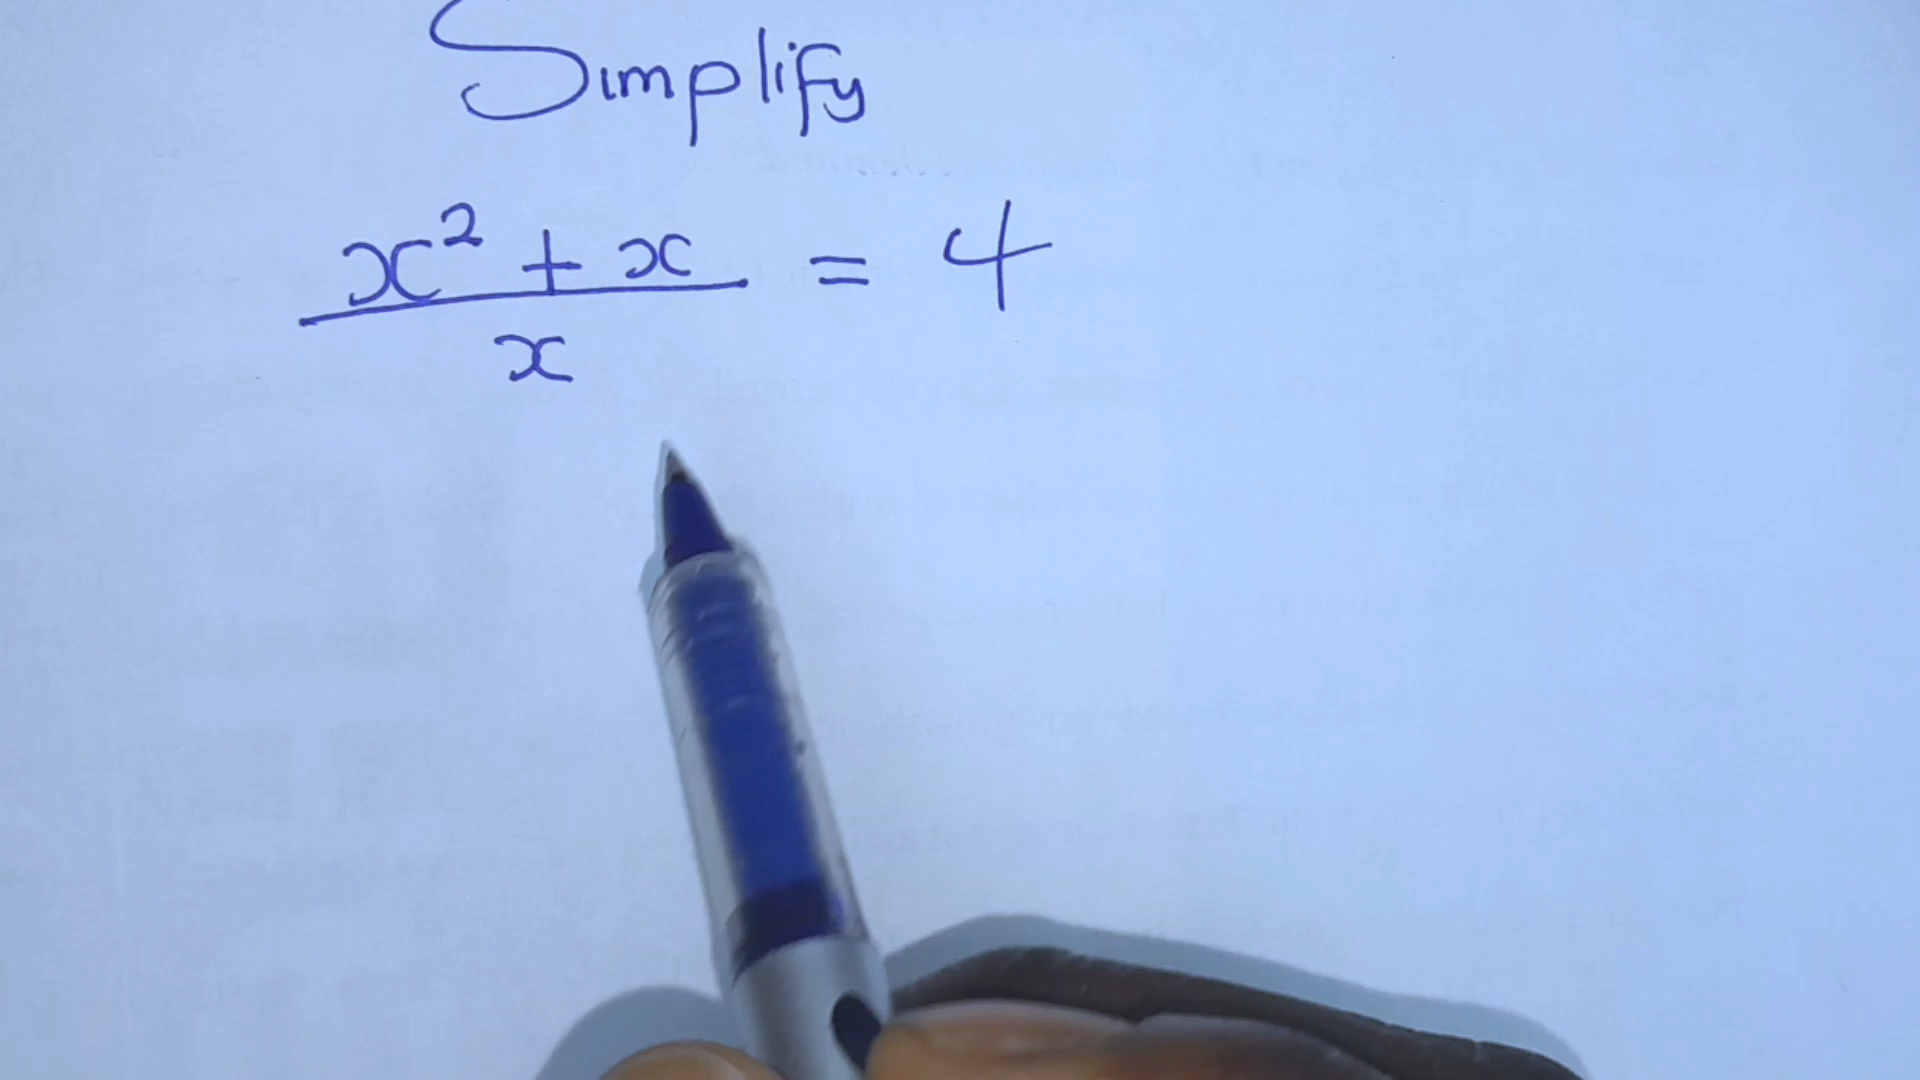 Simplify
x² + x = 4
x